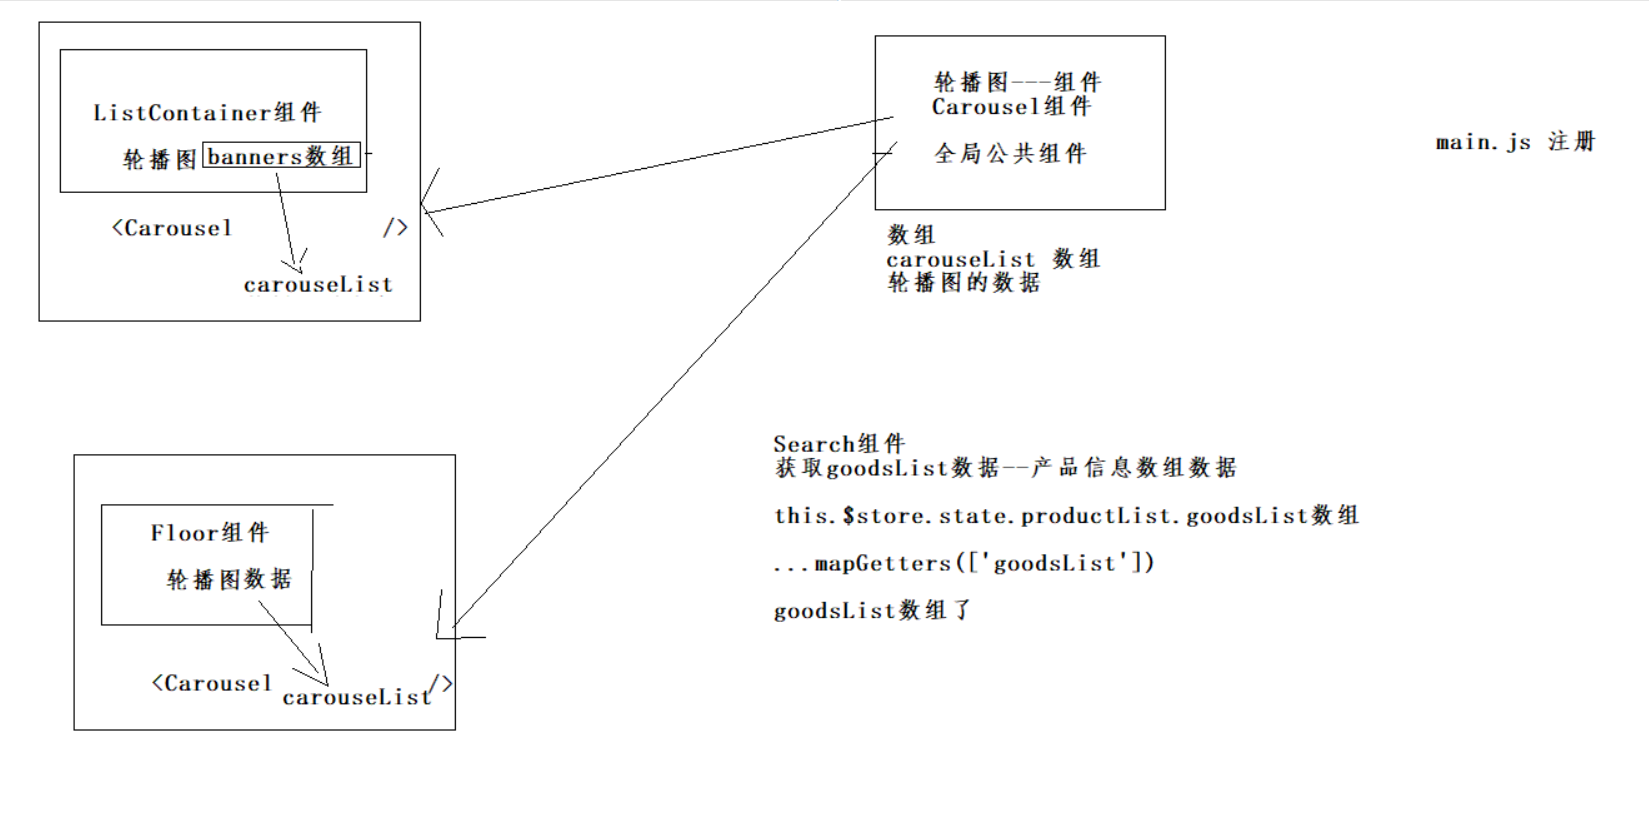 ListContainer组件
轮播图 banners数组
<Carousel />
carouseList
轮播图---组件
Carousel组件
全局公共组件
数组
carouseList 数组
轮播图的数据
main.js 注册
Floor组件
轮播图数据
<Carousel carouseList />
Search组件
获取goodsList数据--产品信息数组数据
this.$store.state.productList.goodsList数组
...mapGetters(['goodsList'])
goodsList数组了